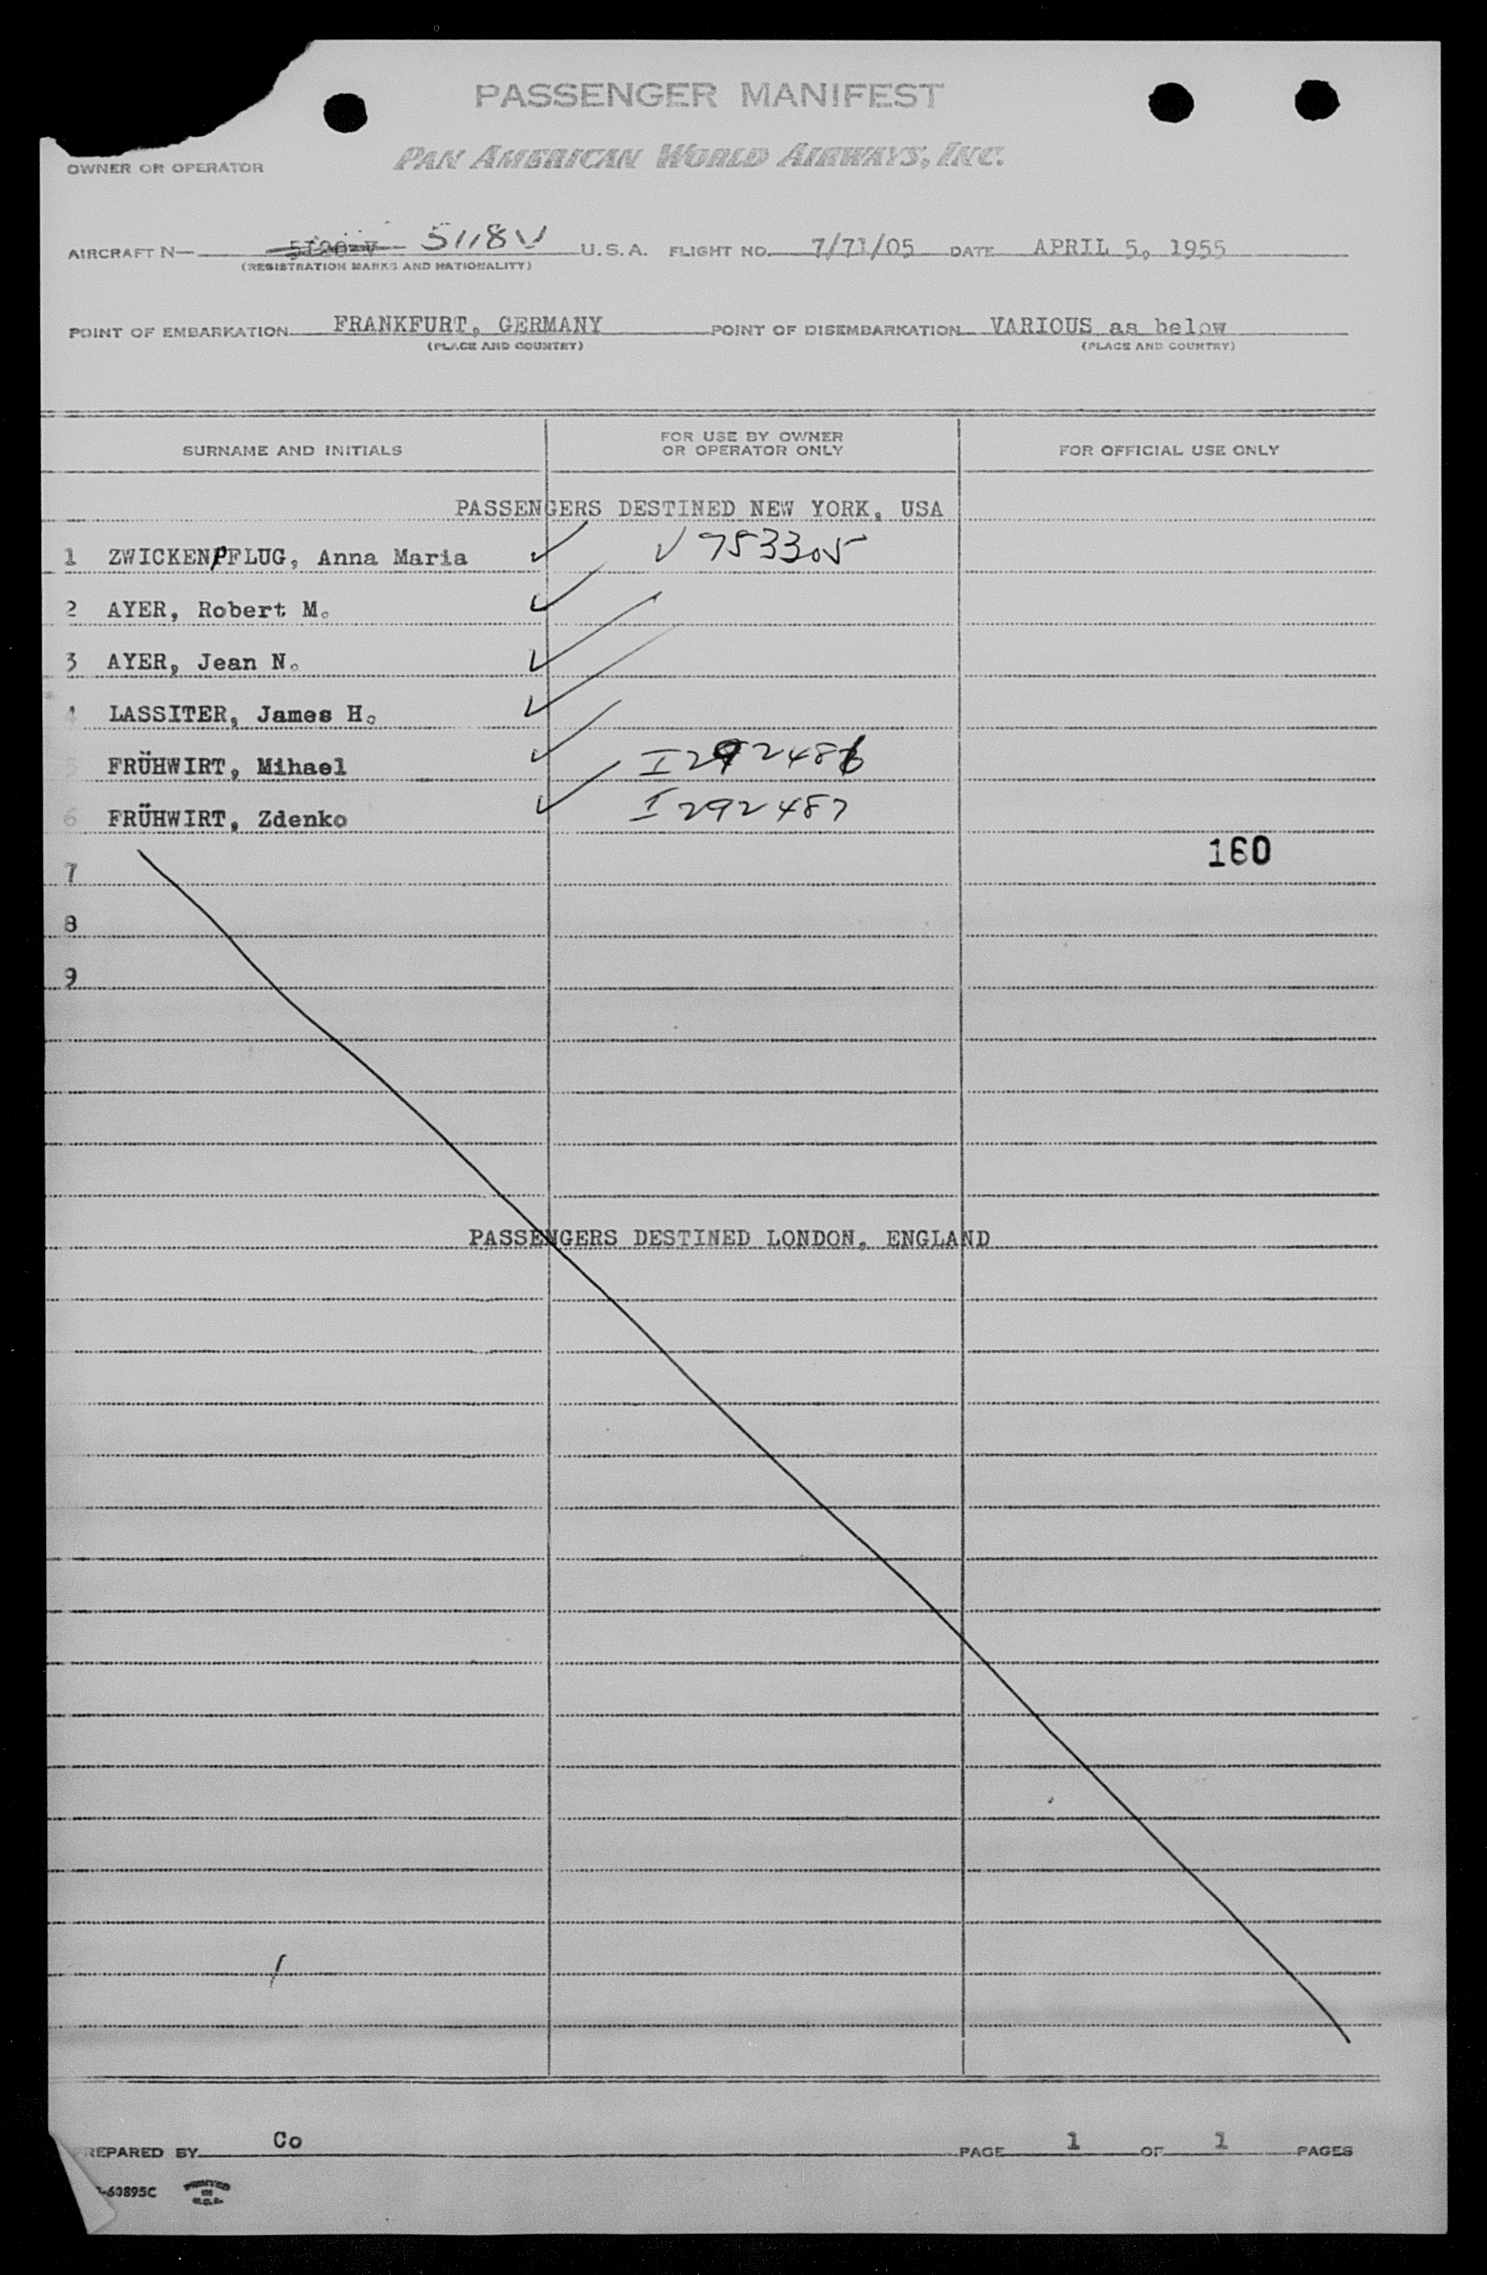 PASSENGER MANIFEST
OWNER OR OPERATOR PAN AMERICAN WORLD AIRWAYS, INC.
AIRCRAFT N— 5118V U.S.A. FLIGHT NO. 7/71/05 DATE APRIL 5, 1955
(REGISTRATION MARKS AND NATIONALITY)
POINT OF EMBARKATION FRANKFURT, GERMANY POINT OF DISEMBARKATION VARIOUS as below
(PLACE AND COUNTRY) (PLACE AND COUNTRY)
SURNAME AND INITIALS FOR USE BY OWNER OR OPERATOR ONLY FOR OFFICIAL USE ONLY
PASSENGERS DESTINED NEW YORK, USA
1 ZWICKENPFLUG, Anna Maria ✓ V 753305
2 AYER, Robert M. ✓
3 AYER, Jean N. ✓
4 LASSITER, James H. ✓
5 FRÜHWIRT, Mihael ✓ I292486
6 FRÜHWIRT, Zdenko ✓ I292487
160
7
8
9
PASSENGERS DESTINED LONDON, ENGLAND
PREPARED BY Co PAGE 1 OF 1 PAGES
-60895C PRINTED IN U.S.A.